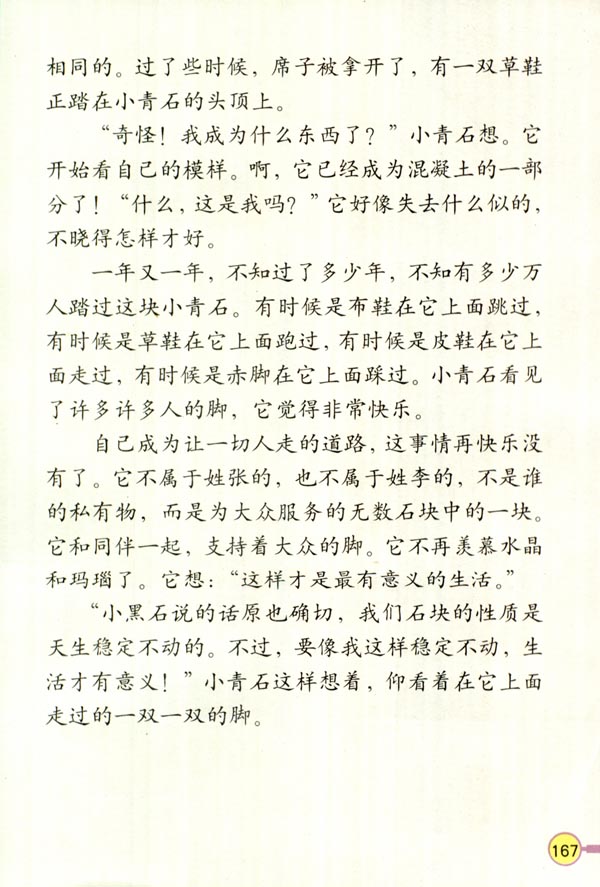 相同的。过了些时候，席子被拿开了，有一双草鞋
正踏在小青石的头顶上。
“奇怪！我成为什么东西了？”小青石想。它
开始看自己的模样。啊，它已经成为混凝土的一部
分了！“什么，这是我吗？”它好像失去什么似的，
不晓得怎样才好。
一年又一年，不知过了多少年，不知有多少万
人踏过这块小青石。有时候是布鞋在它上面跳过，
有时候是草鞋在它上面跑过，有时候是皮鞋在它上
面走过，有时候是赤脚在它上面踩过。小青石看见
了许多许多人的脚，它觉得非常快乐。
自己成为让一切人走的道路，这事情再快乐没
有了。它不属于姓张的，也不属于姓李的，不是谁
的私有物，而是为大众服务的无数石块中的一块。
它和同伴一起，支持着大众的脚。它不再羡慕水晶
和玛瑙了。它想：“这样才是最有意义的生活。”
“小黑石说的话原也确切，我们石块的性质是
天生稳定不动的。不过，要像我这样稳定不动，生
活才有意义！”小青石这样想着，仰看着在它上面
走过的一双一双的脚。
167